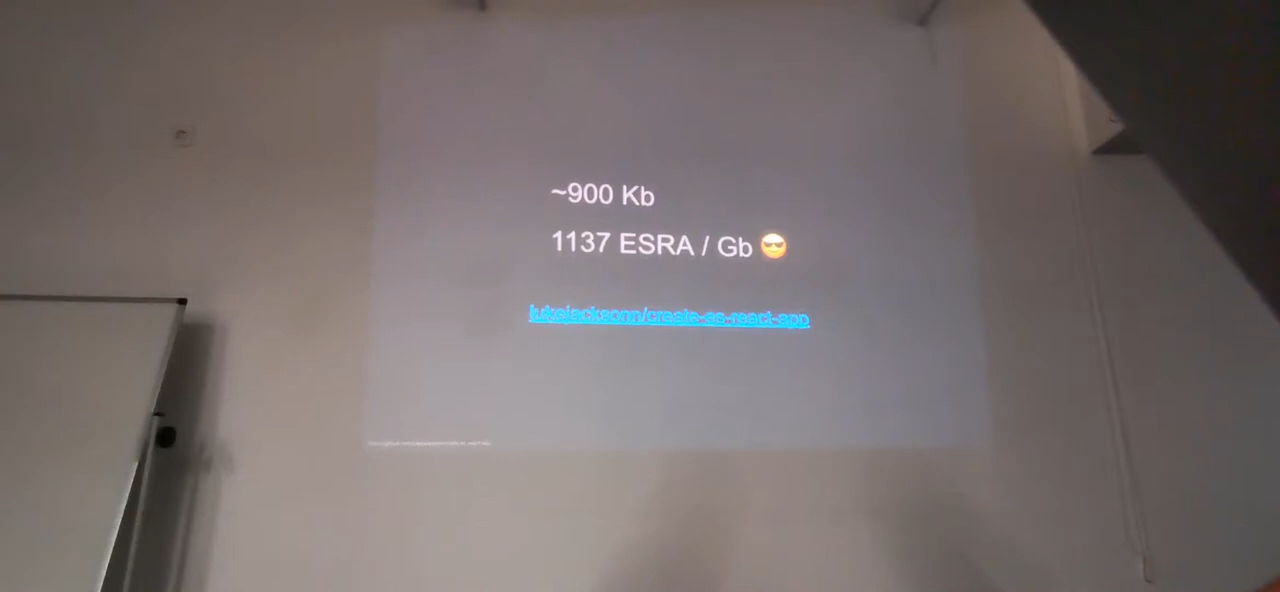 ~900 Kb
1137 ESRA / Gb 😎
lukejacksonn/create-es-react-app